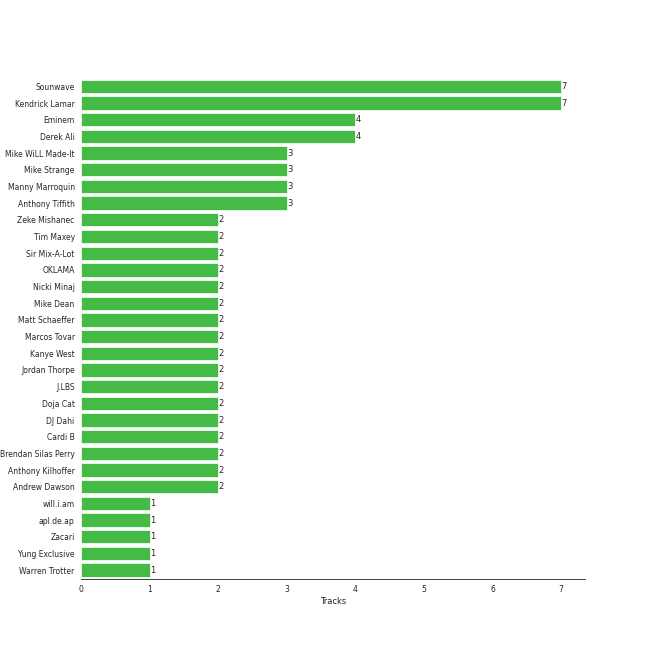 Sounwave 7
Kendrick Lamar 7
Eminem 4
Derek Ali 4
Mike WiLL Made-It 3
Mike Strange 3
Manny Marroquin 3
Anthony Tiffith 3
Zeke Mishanec 2
Tim Maxey 2
Sir Mix-A-Lot 2
OKLAMA 2
Nicki Minaj 2
Mike Dean 2
Matt Schaeffer 2
Marcos Tovar 2
Kanye West 2
Jordan Thorpe 2
J.LBS 2
Doja Cat 2
DJ Dahi 2
Cardi B 2
Brendan Silas Perry 2
Anthony Kilhoffer 2
Andrew Dawson 2
will.i.am 1
apl.de.ap 1
Zacari 1
Yung Exclusive 1
Warren Trotter 1
0 1 2 3 4 5 6 7
Tracks